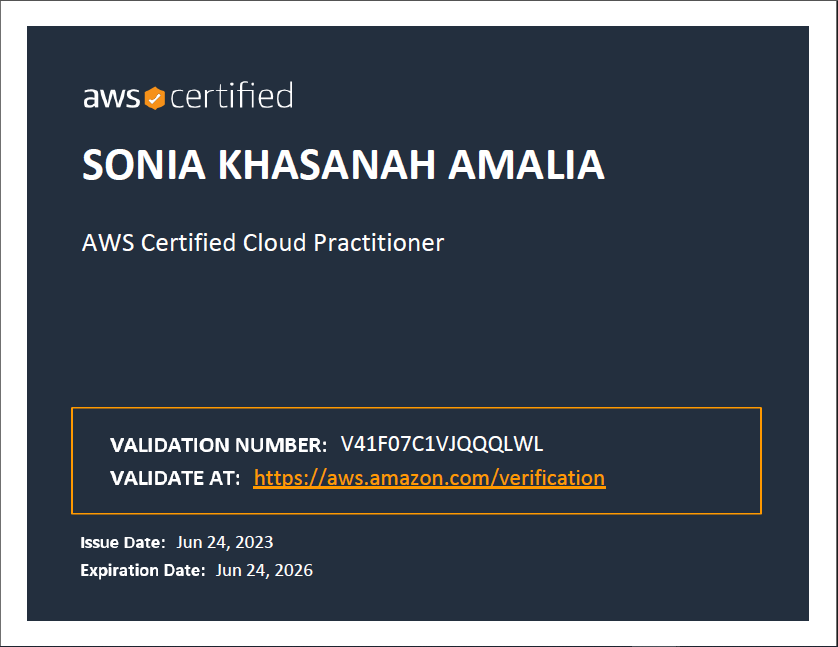 aws certified
SONIA KHASANAH AMALIA
AWS Certified Cloud Practitioner
VALIDATION NUMBER: V41F07C1VJQQQLWL
VALIDATE AT: https://aws.amazon.com/verification
Issue Date: Jun 24, 2023
Expiration Date: Jun 24, 2026